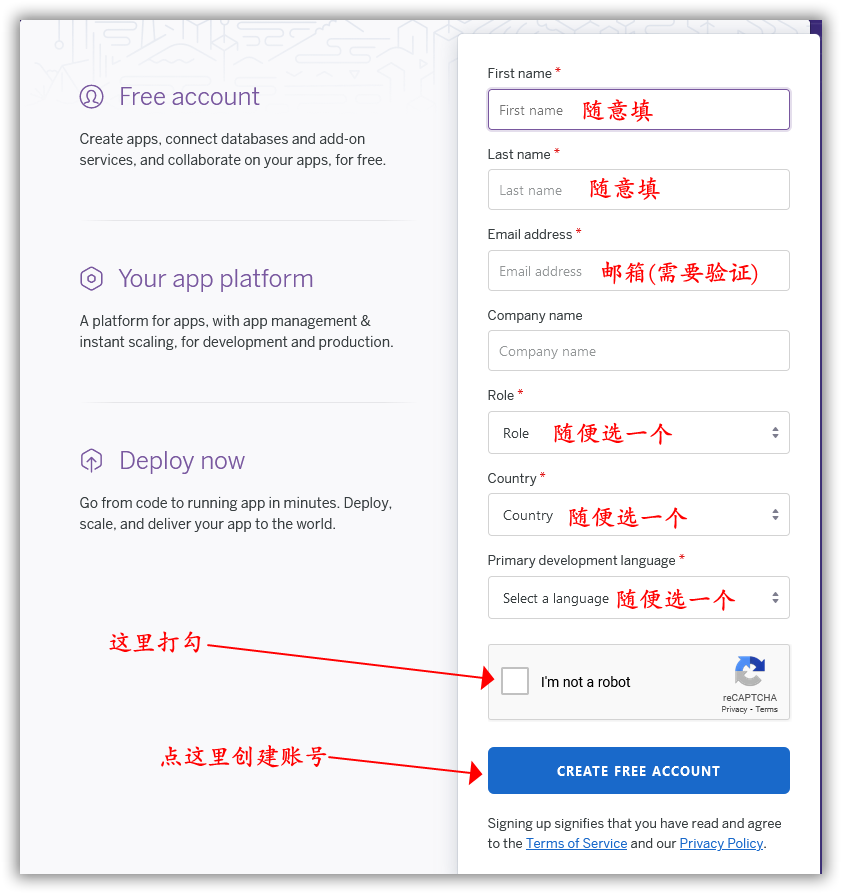 Free account
Create apps, connect databases and add-on
services, and collaborate on your apps, for free.
Your app platform
A platform for apps, with app management &
instant scaling, for development and production.
Deploy now
Go from code to running app in minutes. Deploy,
scale, and deliver your app to the world.
这里打勾
点这里创建账号
First name *
First name 随意填
Last name *
Last name 随意填
Email address *
Email address 邮箱(需要验证)
Company name
Company name
Role *
Role 随便选一个
Country *
Country 随便选一个
Primary development language *
Select a language 随便选一个
I'm not a robot
reCAPTCHA
Privacy - Terms
CREATE FREE ACCOUNT
Signing up signifies that you have read and agree
to the Terms of Service and our Privacy Policy.